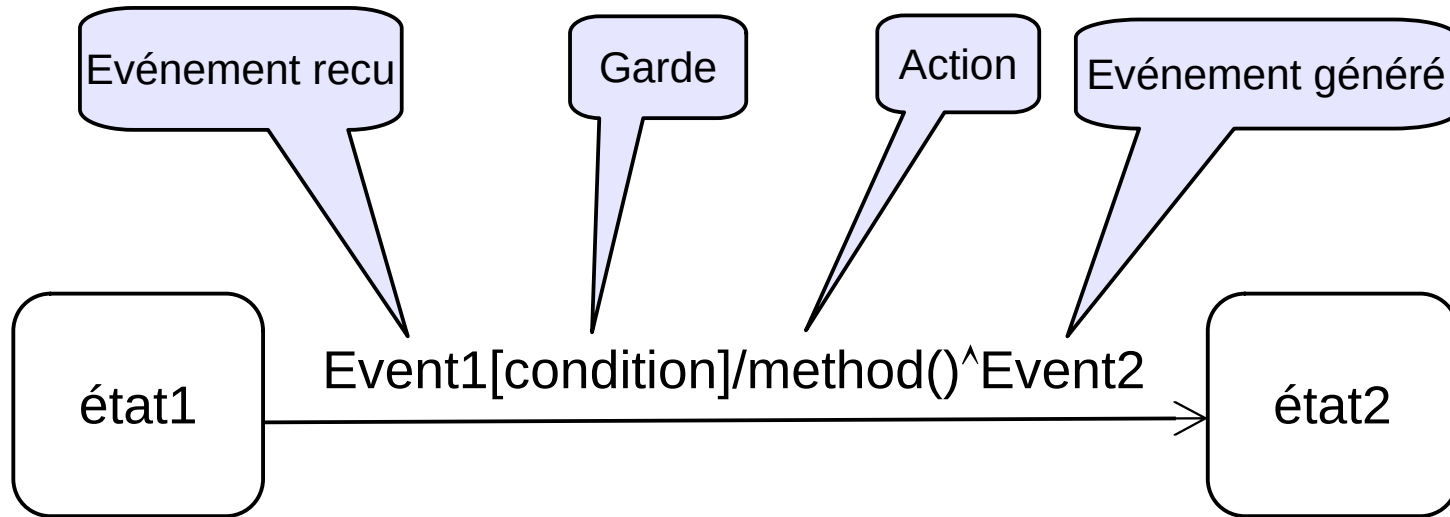 Evénement recu
Garde
Action
Evénement généré
Event1[condition]/method()^Event2
état1
état2